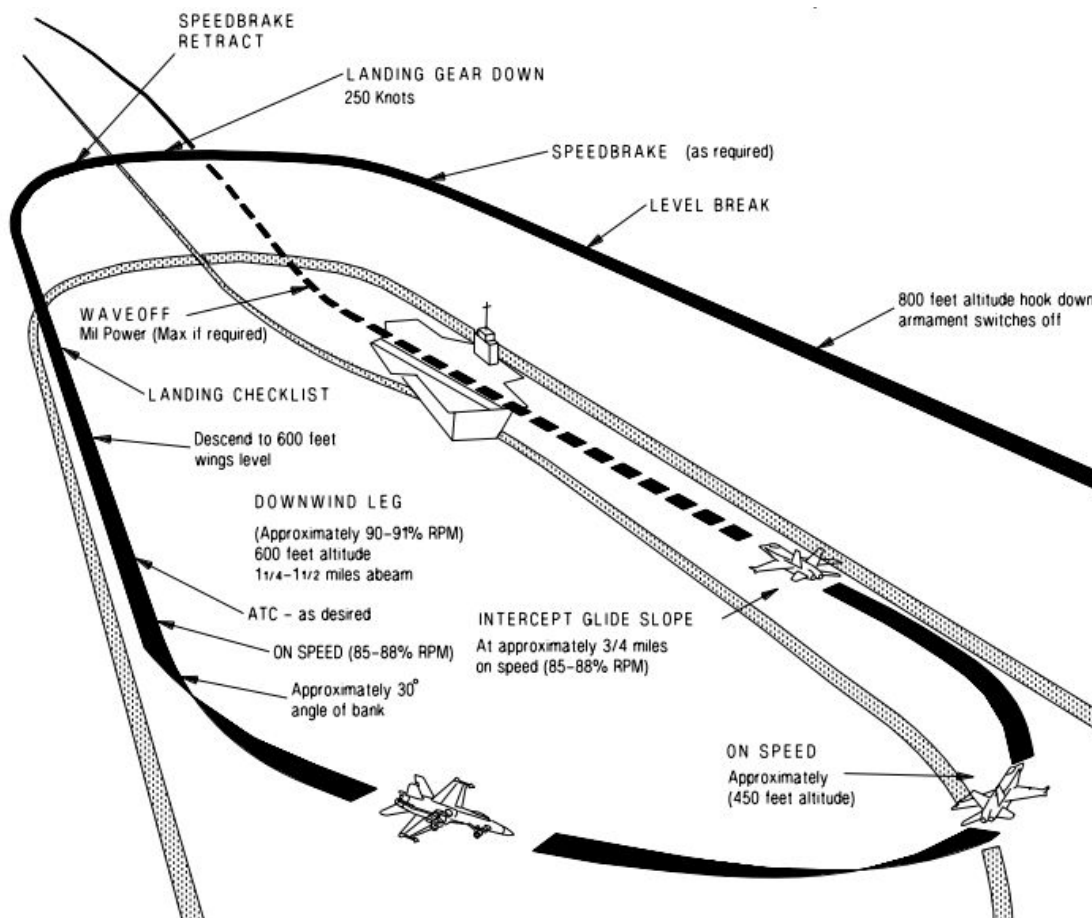 SPEEDBRAKE
RETRACT
LANDING GEAR DOWN
250 Knots
SPEEDBRAKE (as required)
LEVEL BREAK
800 feet altitude hook down
armament switches off
WAVEOFF
Mil Power (Max if required)
LANDING CHECKLIST
Descend to 600 feet
wings level
DOWNWIND LEG
(Approximately 90-91% RPM)
600 feet altitude
1 1/4-1 1/2 miles abeam
ATC - as desired
ON SPEED (85-88% RPM)
Approximately 30°
angle of bank
INTERCEPT GLIDE SLOPE
At approximately 3/4 miles
on speed (85-88% RPM)
ON SPEED
Approximately
(450 feet altitude)